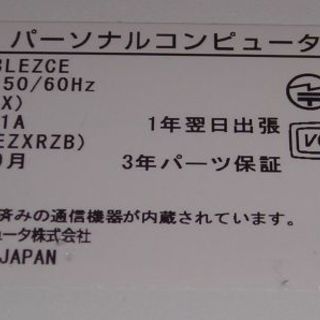 パーソナルコンピュータ
LEZCE
50/60Hz
X)
1A
1年翌日出張
EZXRZB)
月
3年パーツ保証
済みの通信機器が内蔵されています。
ュータ株式会社
JAPAN